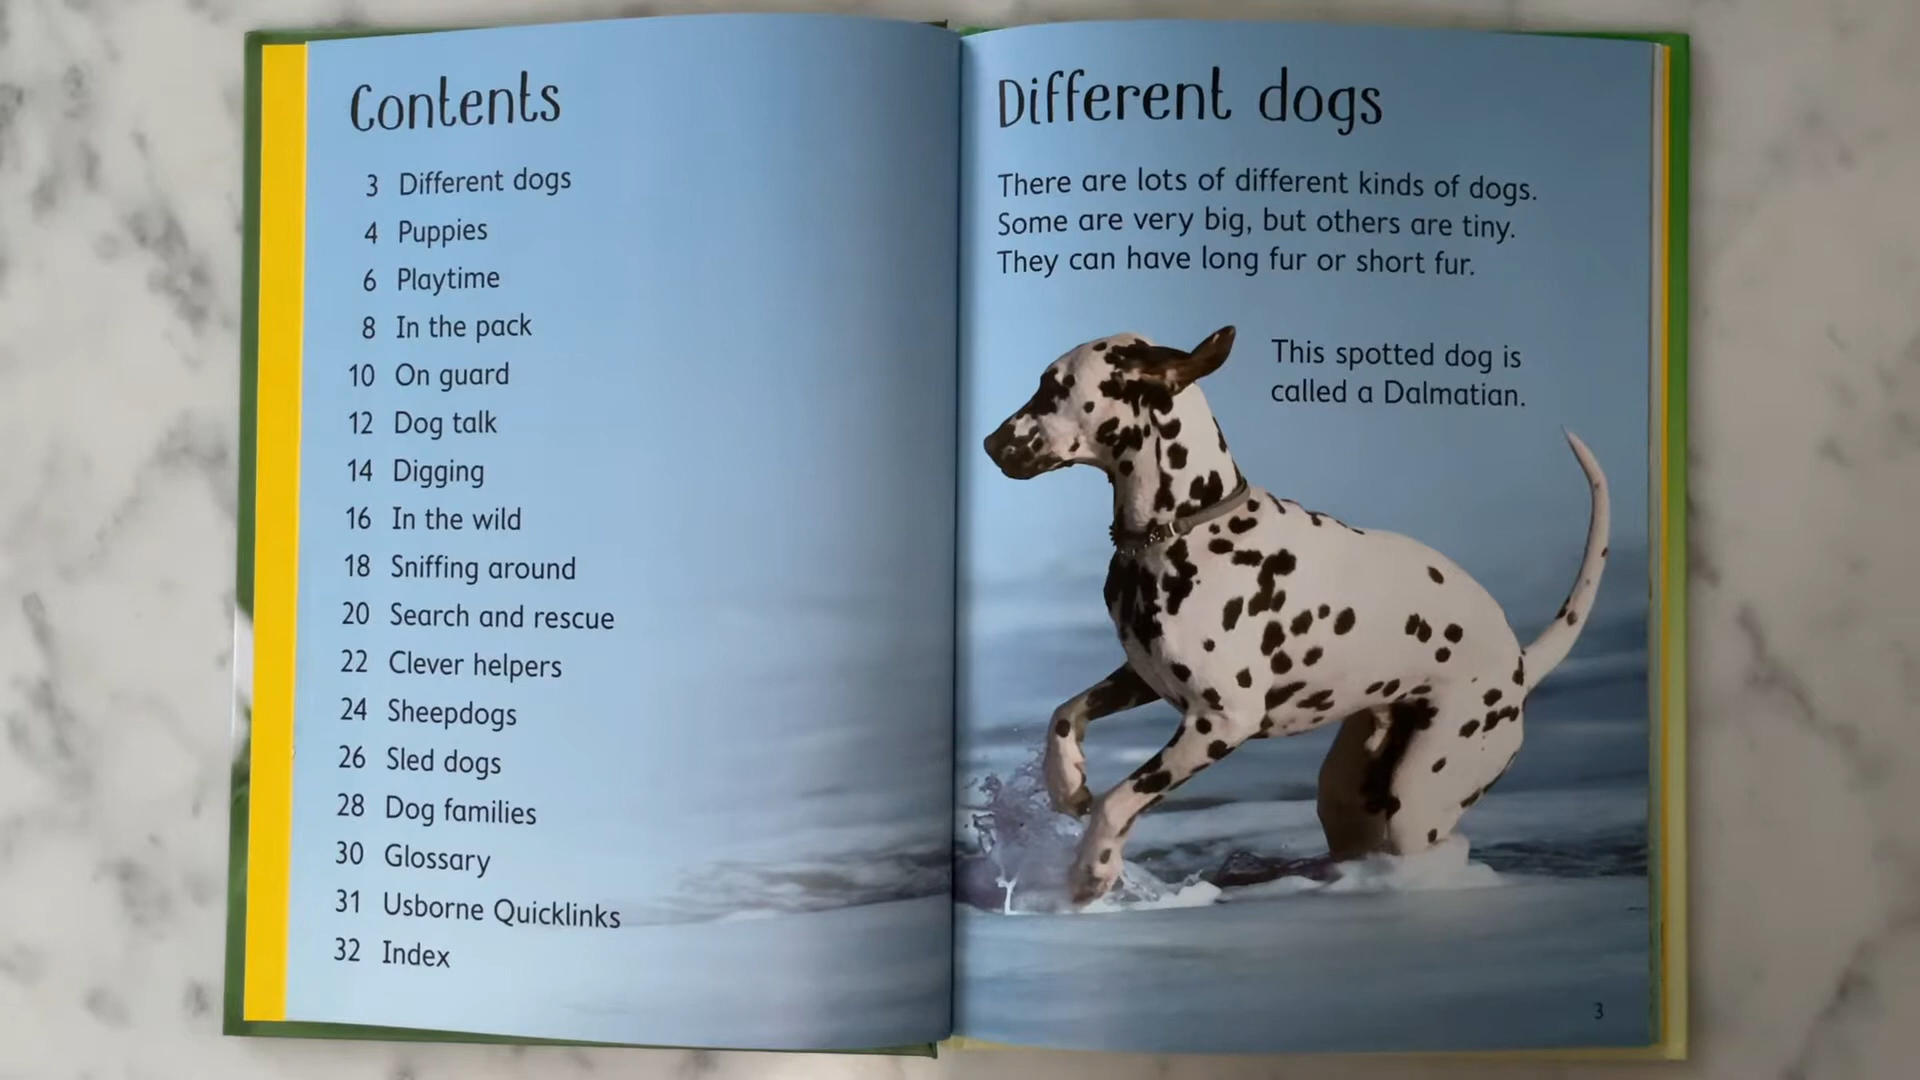 Contents
3 Different dogs
4 Puppies
6 Playtime
8 In the pack
10 On guard
12 Dog talk
14 Digging
16 In the wild
18 Sniffing around
20 Search and rescue
22 Clever helpers
24 Sheepdogs
26 Sled dogs
28 Dog families
30 Glossary
31 Usborne Quicklinks
32 Index
Different dogs
There are lots of different kinds of dogs.
Some are very big, but others are tiny.
They can have long fur or short fur.
This spotted dog is
called a Dalmatian.
3